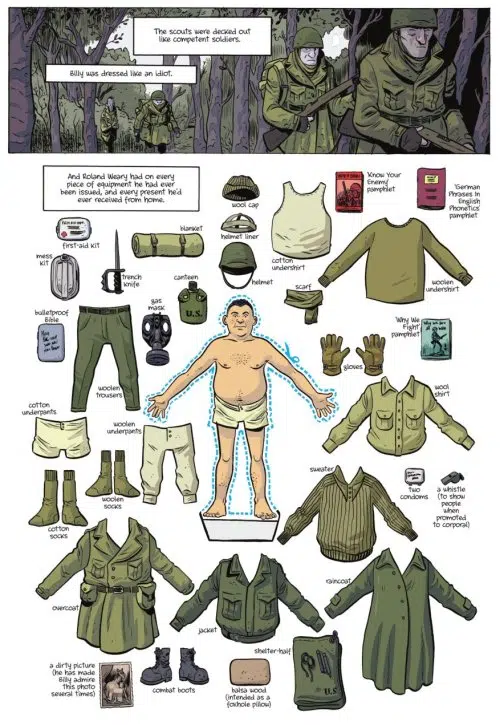 The scouts were decked out
like competent soldiers.
Billy was dressed like an idiot.
And Roland Weary had on every
piece of equipment he had ever
been issued, and every present he'd
ever received from home.
wool cap
'Know Your
Enemy'
pamphlet
'German
Phrases In
English
Phonetics'
pamphlet
first-aid kit
blanket
helmet liner
cotton
undershirt
mess
kit
trench
knife
canteen
helmet
scarf
woolen
undershirt
gas
mask
U.S.
bulletproof
Bible
'Why We
Fight'
pamphlet
gloves
woolen
trousers
wool
shirt
cotton
underpants
woolen
underpants
sweater
two
condoms
a whistle
(to show
people
when
promoted
to corporal)
woolen
socks
cotton
socks
overcoat
raincoat
jacket
shelter-half
a dirty picture
(he has made
Billy admire
this photo
several times)
combat boots
balsa wood
(intended as a
foxhole pillow)
U.S